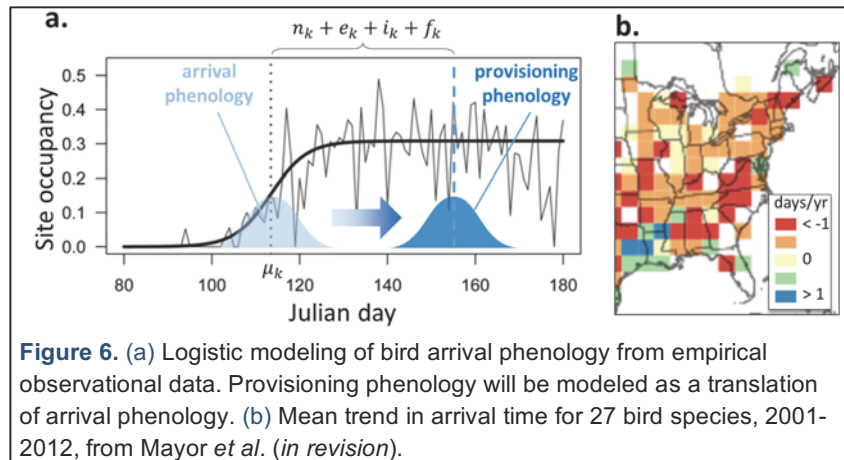 a.
n_k + e_k + i_k + f_k
b.
arrival
phenology
provisioning
phenology
Site occupancy
0.5
0.4
0.3
0.2
0.1
0.0
80 100 120 140 160 180
μ_k
Julian day
days/yr
< -1
0
> 1
Figure 6. (a) Logistic modeling of bird arrival phenology from empirical
observational data. Provisioning phenology will be modeled as a translation
of arrival phenology. (b) Mean trend in arrival time for 27 bird species, 2001-
2012, from Mayor et al. (in revision).